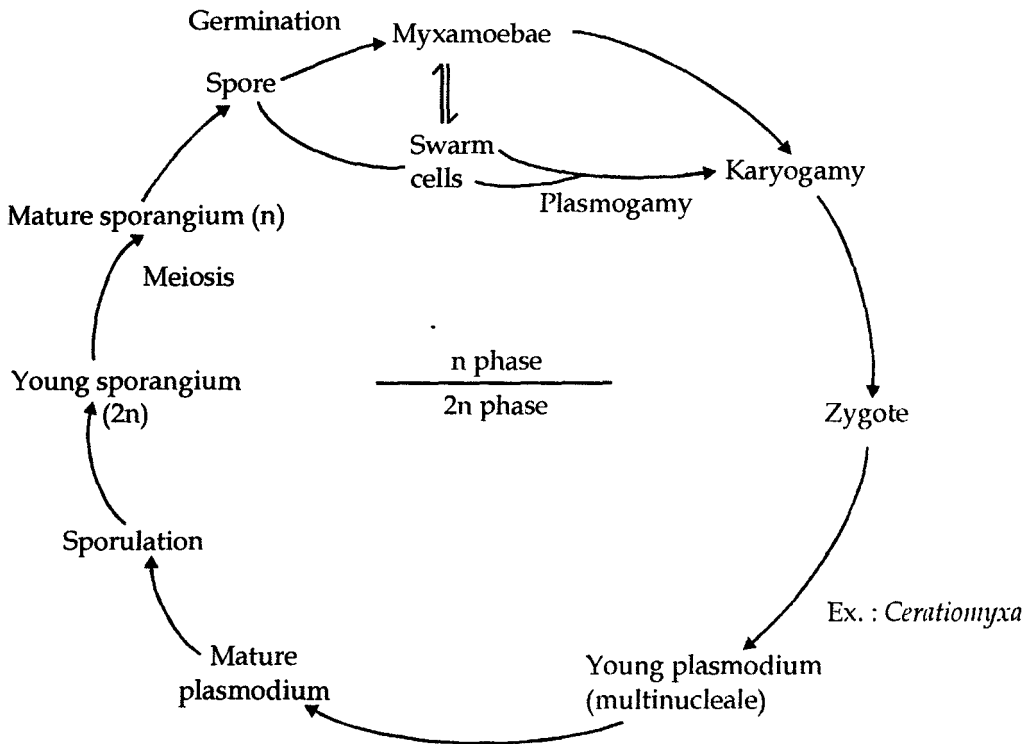 Germination
Myxamoebae
Spore
Swarm
cells
Karyogamy
Plasmogamy
Mature sporangium (n)
Meiosis
n phase
2n phase
Young sporangium
(2n)
Zygote
Sporulation
Ex. : Ceratiomyxa
Mature
plasmodium
Young plasmodium
(multinucleale)